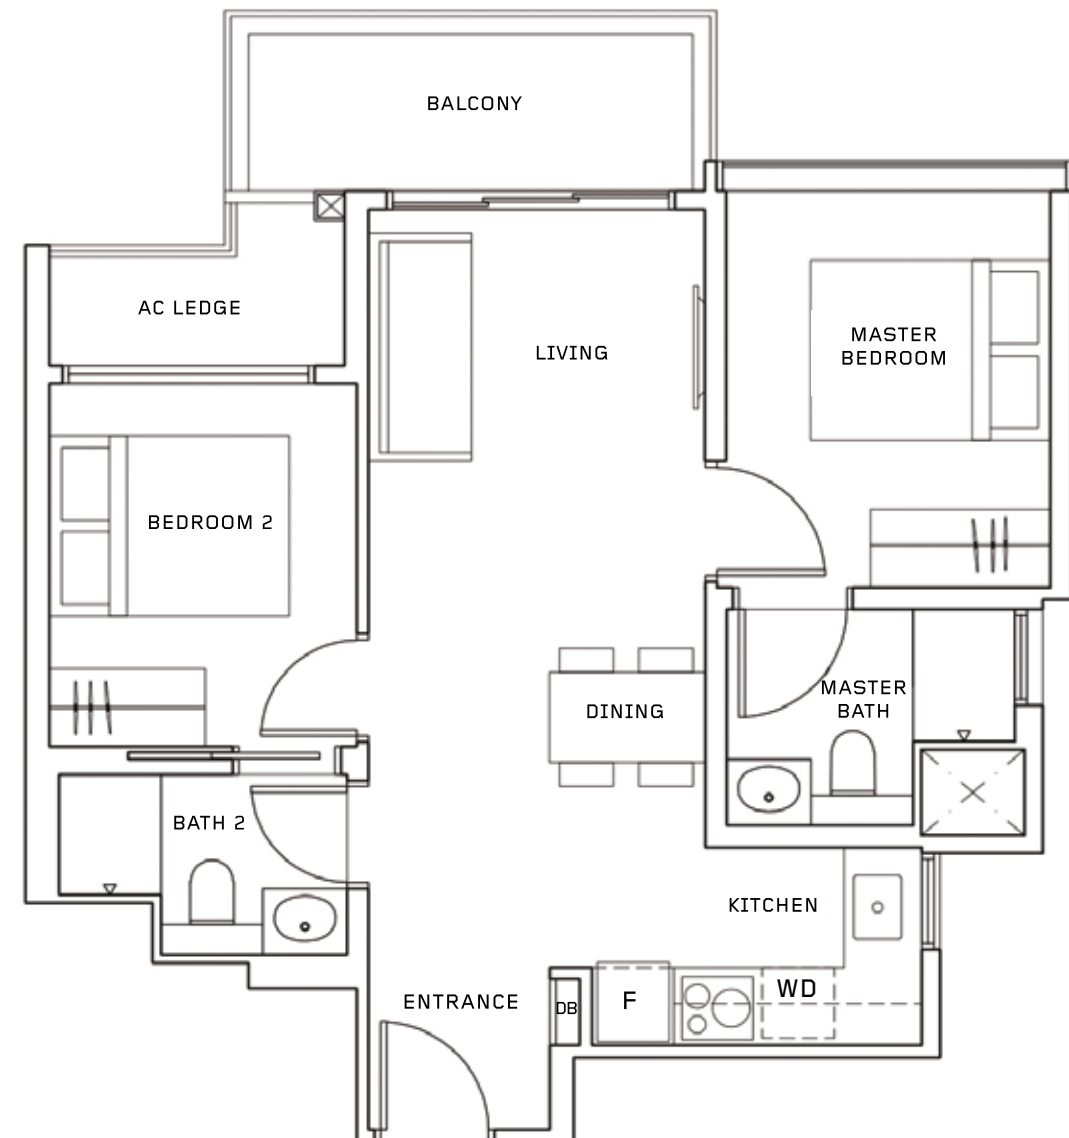 BALCONY
AC LEDGE
LIVING
MASTER
BEDROOM
BEDROOM 2
MASTER
BATH
DINING
BATH 2
KITCHEN
ENTRANCE
DB
F
WD